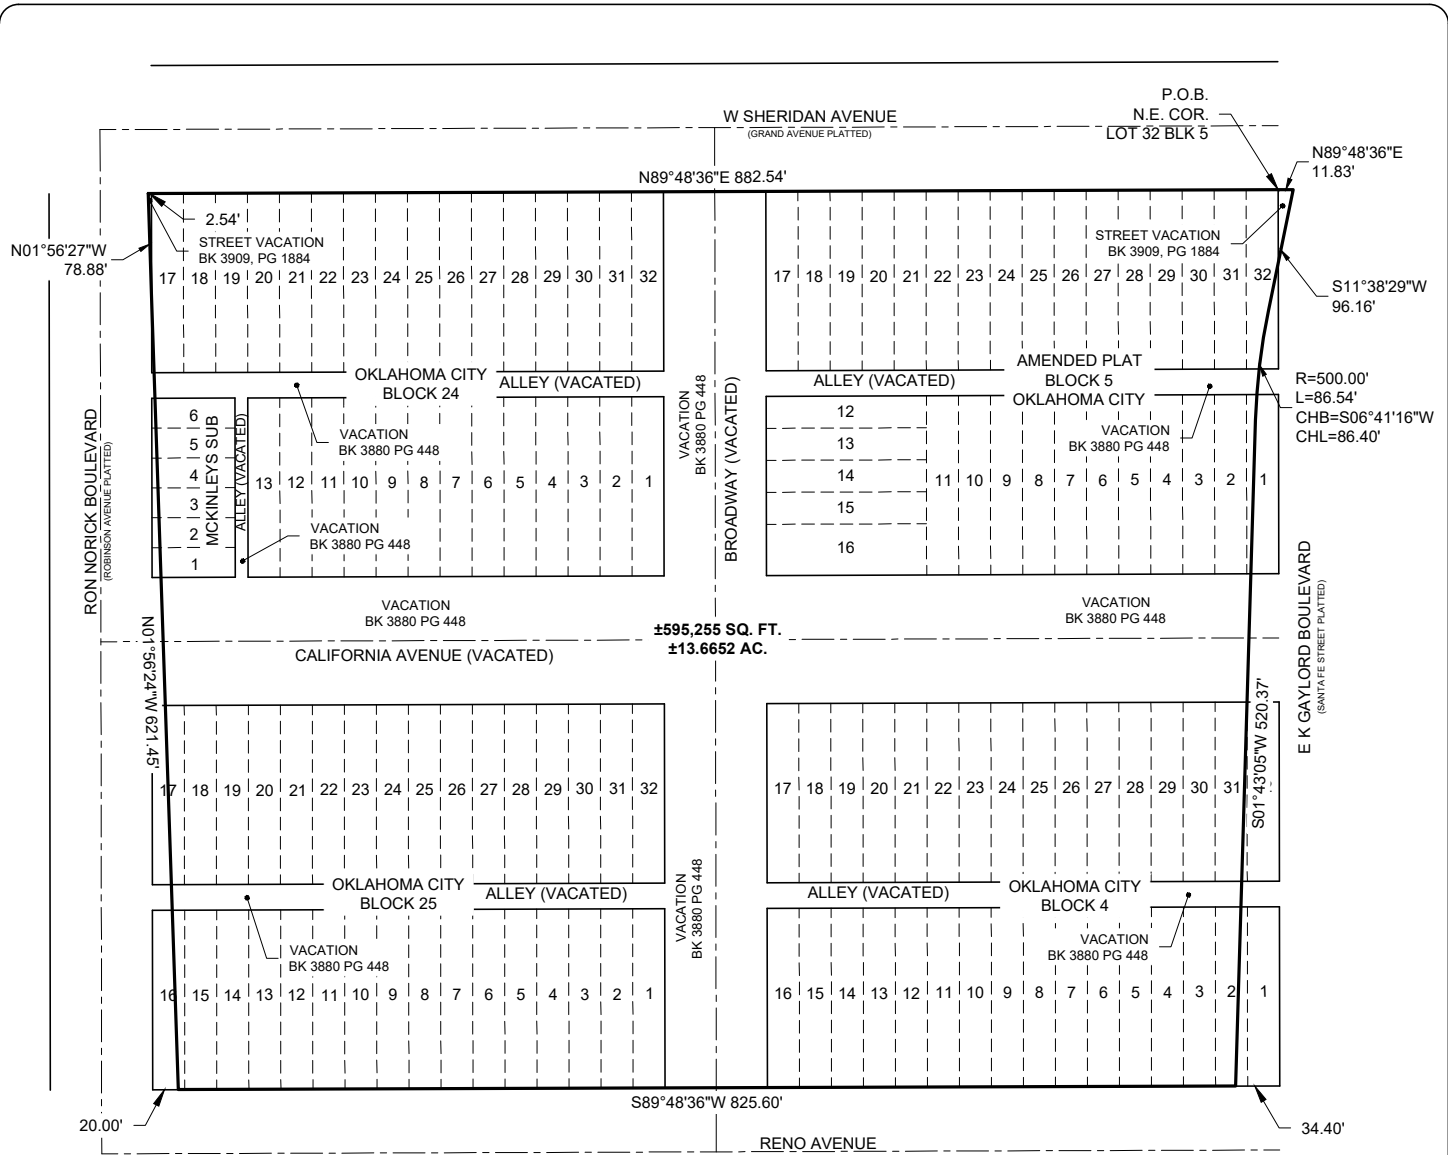 P.O.B.
N.E. COR.
LOT 32 BLK 5
W SHERIDAN AVENUE
(GRAND AVENUE PLATTED)
N89°48'36"E
11.83'
N89°48'36"E 882.54'
2.54'
STREET VACATION
BK 3909, PG 1884
N01°56'27"W
78.88'
STREET VACATION
BK 3909, PG 1884
S11°38'29"W
96.16'
17 18 19 20 21 22 23 24 25 26 27 28 29 30 31 32
17 18 19 20 21 22 23 24 25 26 27 28 29 30 31 32
OKLAHOMA CITY
BLOCK 24
ALLEY (VACATED)
ALLEY (VACATED)
AMENDED PLAT
BLOCK 5
OKLAHOMA CITY
R=500.00'
L=86.54'
CHB=S06°41'16"W
CHL=86.40'
VACATION
BK 3880 PG 448
BROADWAY (VACATED)
RON NORICK BOULEVARD
(ROBINSON AVENUE PLATTED)
6
5
4
3
2
1
MCKINLEYS SUB
ALLEY (VACATED)
VACATION
BK 3880 PG 448
13 12 11 10 9 8 7 6 5 4 3 2 1
VACATION
BK 3880 PG 448
12
13
14
15
16
VACATION
BK 3880 PG 448
11 10 9 8 7 6 5 4 3 2 1
E K GAYLORD BOULEVARD
(SANTA FE STREET PLATTED)
VACATION
BK 3880 PG 448
VACATION
BK 3880 PG 448
±595,255 SQ. FT.
±13.6652 AC.
CALIFORNIA AVENUE (VACATED)
N01°56'24"W 621.45'
S01°43'05"W 520.37'
17 18 19 20 21 22 23 24 25 26 27 28 29 30 31 32
17 18 19 20 21 22 23 24 25 26 27 28 29 30 31
OKLAHOMA CITY
BLOCK 25
ALLEY (VACATED)
VACATION
BK 3880 PG 448
ALLEY (VACATED)
OKLAHOMA CITY
BLOCK 4
VACATION
BK 3880 PG 448
VACATION
BK 3880 PG 448
16 15 14 13 12 11 10 9 8 7 6 5 4 3 2 1
16 15 14 13 12 11 10 9 8 7 6 5 4 3 2 1
S89°48'36"W 825.60'
20.00'
34.40'
RENO AVENUE